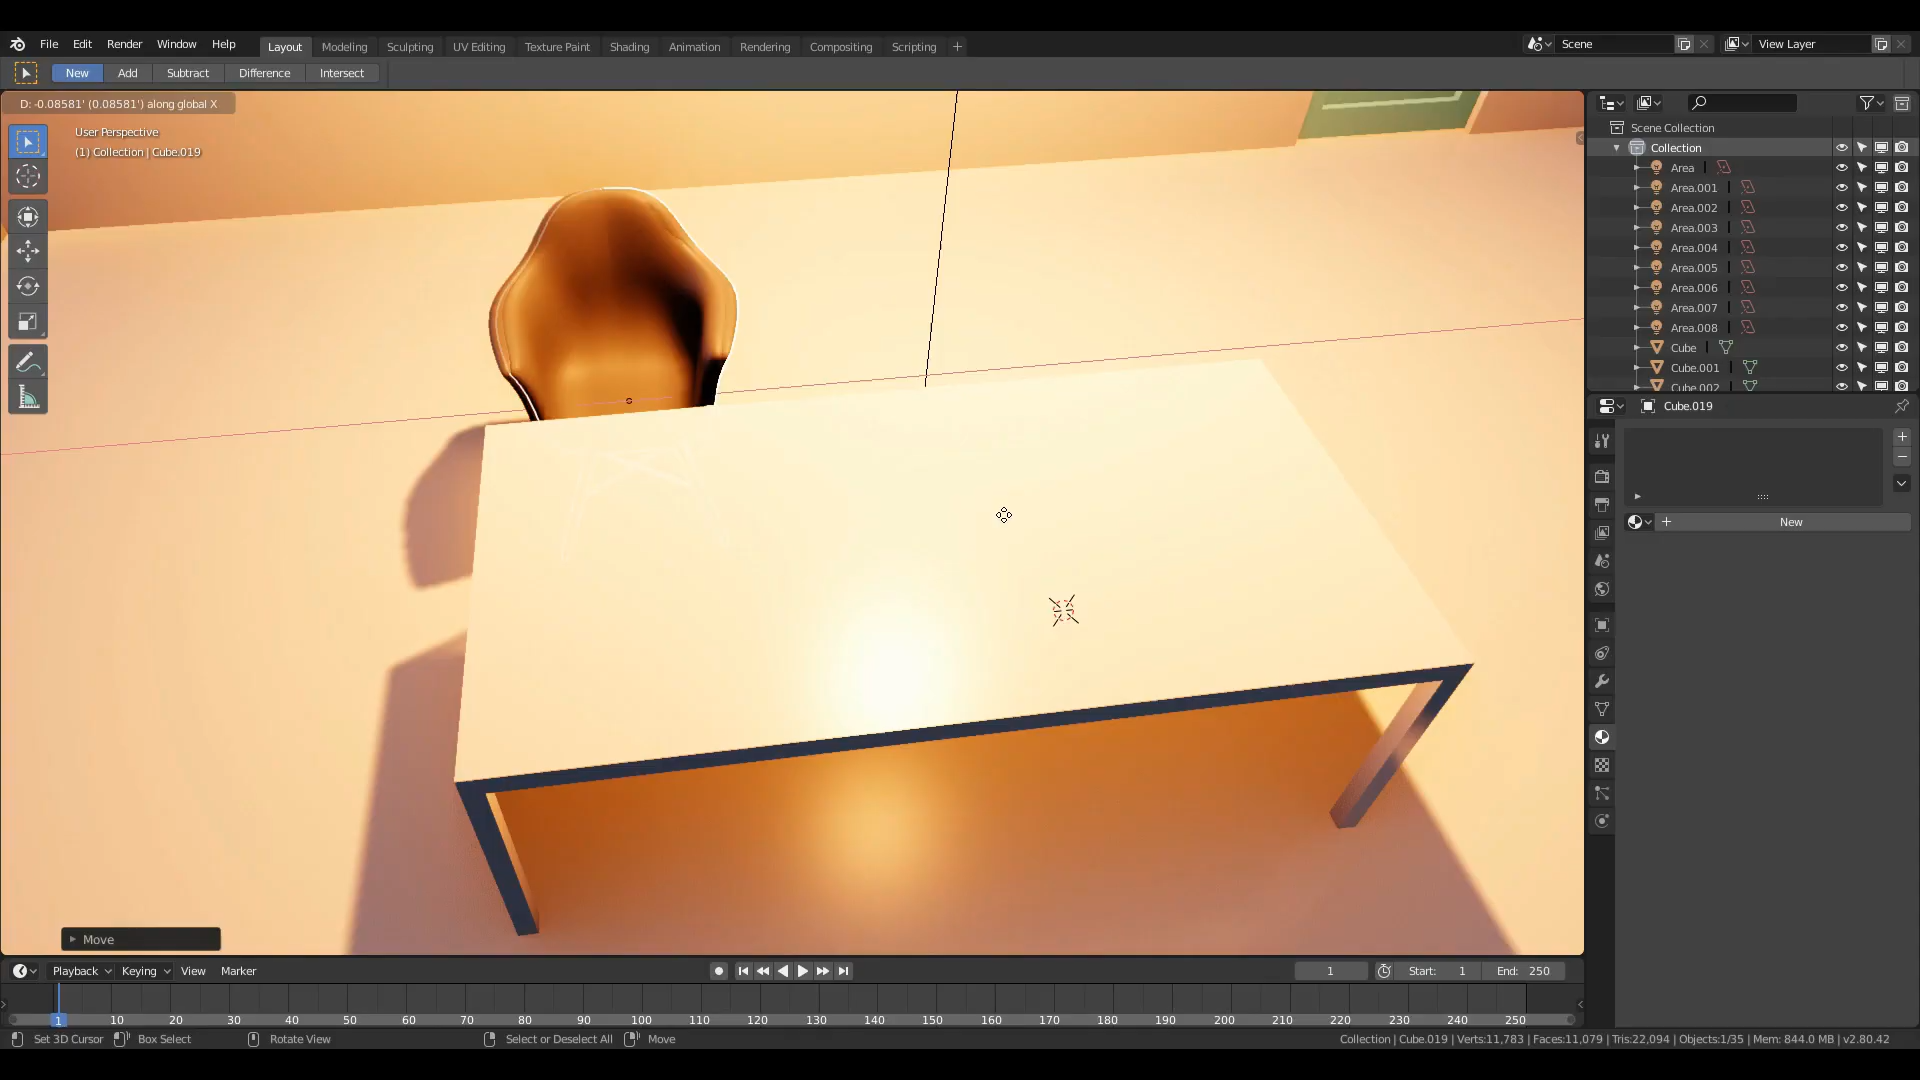 File Edit Render Window Help Layout Modeling Sculpting UV Editing Texture Paint Shading Animation Rendering Compositing Scripting + Scene View Layer
New Add Subtract Difference Intersect
D: -0.08581' (0.08581') along global X
User Perspective
(1) Collection | Cube.019
Scene Collection
Collection
Area
Area.001
Area.002
Area.003
Area.004
Area.005
Area.006
Area.007
Area.008
Cube
Cube.001
Cube.002
Cube.019
New
Move
Playback Keying View Marker 1 Start: 1 End: 250
1 10 20 30 40 50 60 70 80 90 100 110 120 130 140 150 160 170 180 190 200 210 220 230 240 250
Set 3D Cursor Box Select Rotate View Select or Deselect All Move Collection | Cube.019 | Verts:11,783 | Faces:11,079 | Tris:22,094 | Objects:1/35 | Mem: 844.0 MB | v2.80.42